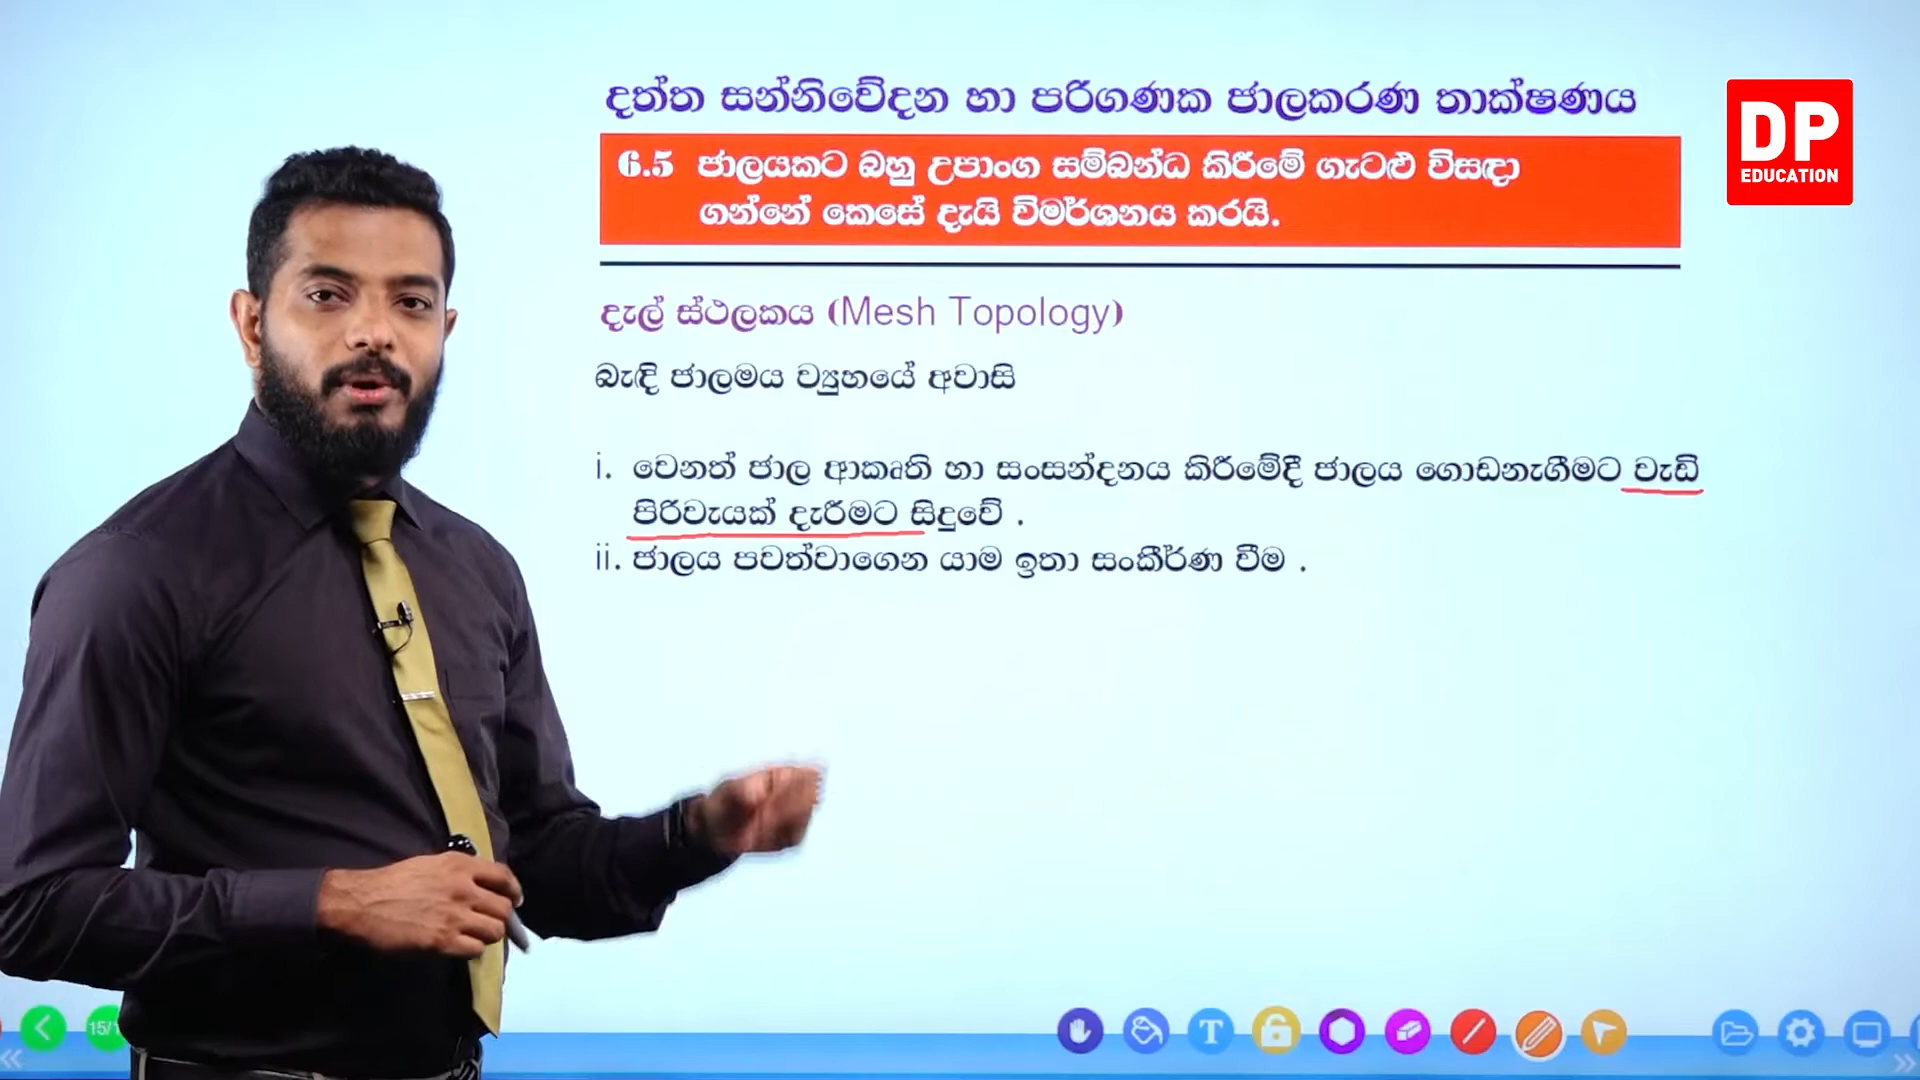 දත්ත සන්නිවේදන හා පරිගණක ජාලකරණ තාක්ෂණය
DP
EDUCATION
6.5 ජාලයකට බහු උපාංග සම්බන්ධ කිරීමේ ගැටළු විසඳා
ගන්නේ කෙසේ දැයි විමර්ශනය කරයි.
දැල් ස්ථලකය (Mesh Topology)
බැඳි ජාලමය ව්‍යුහයේ අවාසි
i. වෙනත් ජාල ආකෘති හා සංසන්දනය කිරීමේදී ජාලය ගොඩනැගීමට වැඩි
පිරිවැයක් දැරීමට සිදුවේ .
ii. ජාලය පවත්වාගෙන යාම ඉතා සංකීර්ණ වීම .
15/1
T